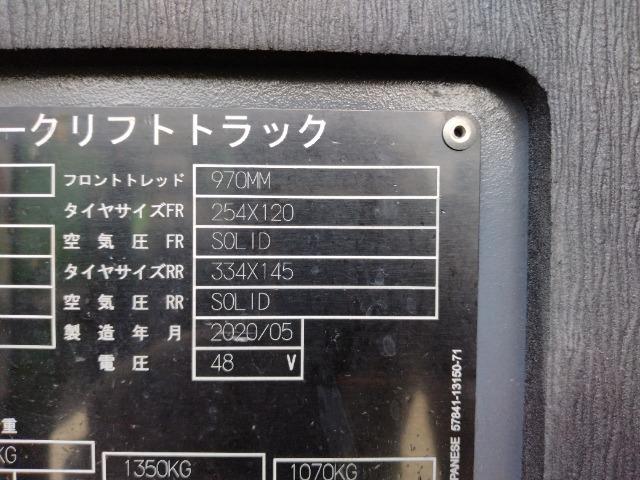 ークリフトトラック
フロントトレッド 970MM
タイヤサイズFR 254X120
空気圧 FR SOLID
タイヤサイズRR 334X145
空気圧 RR SOLID
製造年月 2020/05
電圧 48 V
重
KG
1350KG
1070KG
PANESE 57841-13150-71